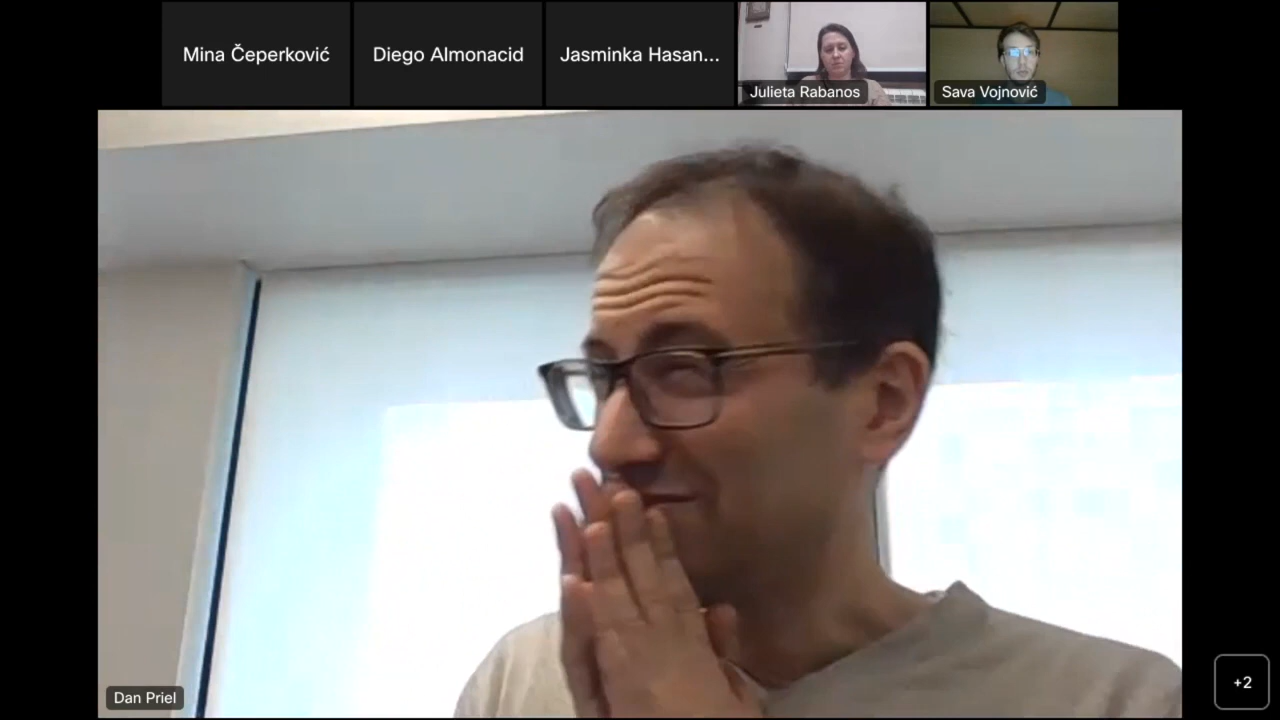 Mina Čeperković
Diego Almonacid
Jasminka Hasan...
Julieta Rabanos
Sava Vojnović
Dan Priel
+2